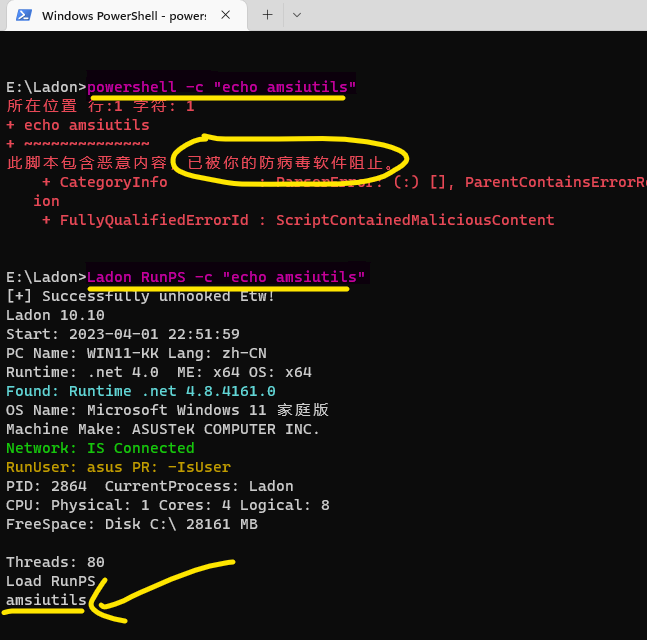 Windows PowerShell - powers
E:\Ladon>powershell -c "echo amsiutils"
所在位置 行:1 字符: 1
+ echo amsiutils
+ ~~~~~~~~~~~~~~
此脚本包含恶意内容，已被你的防病毒软件阻止。
+ CategoryInfo : ParserError: (:) [], ParentContainsErrorRe
ion
+ FullyQualifiedErrorId : ScriptContainedMaliciousContent
E:\Ladon>Ladon RunPS -c "echo amsiutils"
[+] Successfully unhooked ETW!
Ladon 10.10
Start: 2023-04-01 22:51:59
PC Name: WIN11-KK Lang: zh-CN
Runtime: .net 4.0  ME: x64 OS: x64
Found: Runtime .net 4.8.4161.0
OS Name: Microsoft Windows 11 家庭版
Machine Make: ASUSTeK COMPUTER INC.
Network: IS Connected
RunUser: asus PR: -IsUser
PID: 2864  CurrentProcess: Ladon
CPU: Physical: 1 Cores: 4 Logical: 8
FreeSpace: Disk C:\ 28161 MB
Threads: 80
Load RunPS
amsiutils